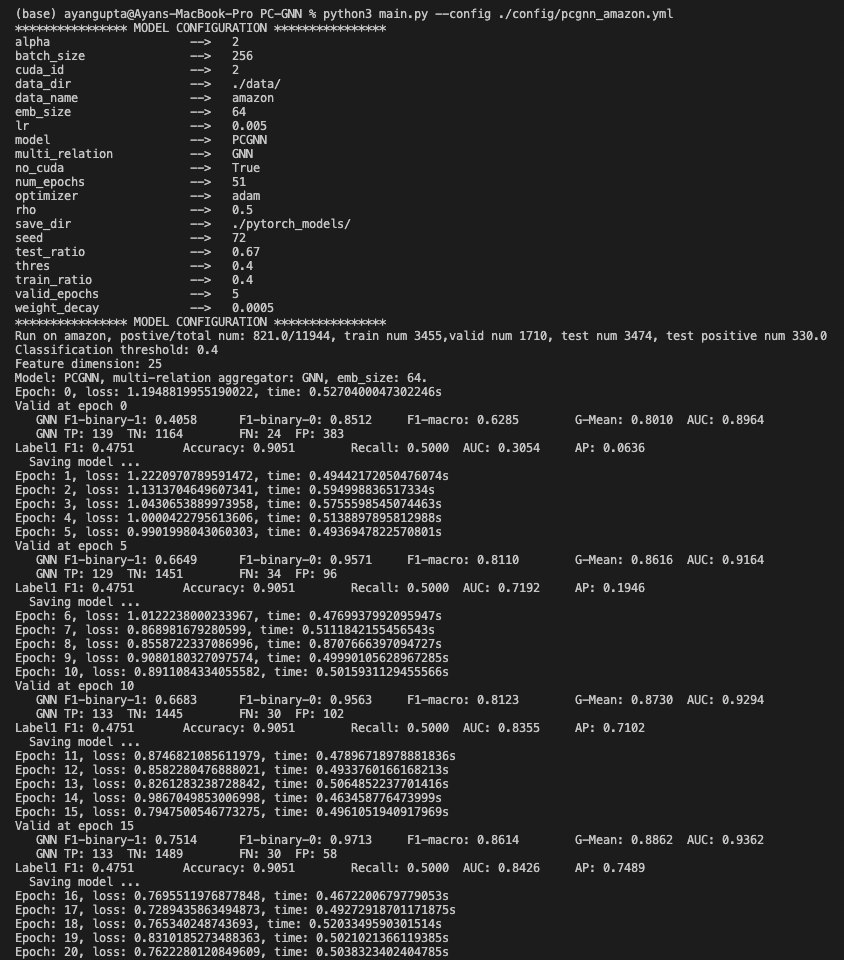 (base) ayangupta@Ayans-MacBook-Pro PC-GNN % python3 main.py --config ./config/pcgnn_amazon.yml
**************** MODEL CONFIGURATION ****************
alpha                    -->   2
batch_size               -->   256
cuda_id                  -->   2
data_dir                 -->   ./data/
data_name                -->   amazon
emb_size                 -->   64
lr                       -->   0.005
model                    -->   PCGNN
multi_relation           -->   GNN
no_cuda                  -->   True
num_epochs               -->   51
optimizer                -->   adam
rho                      -->   0.5
save_dir                 -->   ./pytorch_models/
seed                     -->   72
test_ratio               -->   0.67
thres                    -->   0.4
train_ratio              -->   0.4
valid_epochs             -->   5
weight_decay             -->   0.0005
**************** MODEL CONFIGURATION ****************
Run on amazon, postive/total num: 821.0/11944, train num 3455,valid num 1710, test num 3474, test positive num 330.0
Classification threshold: 0.4
Feature dimension: 25
Model: PCGNN, multi-relation aggregator: GNN, emb_size: 64.
Epoch: 0, loss: 1.1948819955190022, time: 0.5270400047302246s
Valid at epoch 0
   GNN F1-binary-1: 0.4058      F1-binary-0: 0.8512     F1-macro: 0.6285        G-Mean: 0.8010  AUC: 0.8964
   GNN TP: 139  TN: 1164        FN: 24  FP: 383
Label1 F1: 0.4751       Accuracy: 0.9051        Recall: 0.5000  AUC: 0.3054     AP: 0.0636
  Saving model ...
Epoch: 1, loss: 1.2220970789591472, time: 0.49442172050476074s
Epoch: 2, loss: 1.1313704649607341, time: 0.594998836517334s
Epoch: 3, loss: 1.0430653889973958, time: 0.5755598545074463s
Epoch: 4, loss: 1.0000422795613606, time: 0.5138897895812988s
Epoch: 5, loss: 0.9901998043060303, time: 0.4936947822570801s
Valid at epoch 5
   GNN F1-binary-1: 0.6649      F1-binary-0: 0.9571     F1-macro: 0.8110        G-Mean: 0.8616  AUC: 0.9164
   GNN TP: 129  TN: 1451        FN: 34  FP: 96
Label1 F1: 0.4751       Accuracy: 0.9051        Recall: 0.5000  AUC: 0.7192     AP: 0.1946
  Saving model ...
Epoch: 6, loss: 1.0122238000233967, time: 0.4769937992095947s
Epoch: 7, loss: 0.868981679280599, time: 0.5111842155456543s
Epoch: 8, loss: 0.8558722337086996, time: 0.8707666397094727s
Epoch: 9, loss: 0.9080180327097574, time: 0.49990105628967285s
Epoch: 10, loss: 0.8911084334055582, time: 0.5015931129455566s
Valid at epoch 10
   GNN F1-binary-1: 0.6683      F1-binary-0: 0.9563     F1-macro: 0.8123        G-Mean: 0.8730  AUC: 0.9294
   GNN TP: 133  TN: 1445        FN: 30  FP: 102
Label1 F1: 0.4751       Accuracy: 0.9051        Recall: 0.5000  AUC: 0.8355     AP: 0.7102
  Saving model ...
Epoch: 11, loss: 0.8746821085611979, time: 0.47896718978881836s
Epoch: 12, loss: 0.8582280476888021, time: 0.4933760166168213s
Epoch: 13, loss: 0.8261283238728842, time: 0.5064852237701416s
Epoch: 14, loss: 0.9867049853006998, time: 0.463458776473999s
Epoch: 15, loss: 0.7947500546773275, time: 0.4961051940917969s
Valid at epoch 15
   GNN F1-binary-1: 0.7514      F1-binary-0: 0.9713     F1-macro: 0.8614        G-Mean: 0.8862  AUC: 0.9362
   GNN TP: 133  TN: 1489        FN: 30  FP: 58
Label1 F1: 0.4751       Accuracy: 0.9051        Recall: 0.5000  AUC: 0.8426     AP: 0.7489
  Saving model ...
Epoch: 16, loss: 0.7695511976877848, time: 0.4672200679779053s
Epoch: 17, loss: 0.7289435863494873, time: 0.49272918701171875s
Epoch: 18, loss: 0.765340248743693, time: 0.5203349590301514s
Epoch: 19, loss: 0.8310185273488363, time: 0.5021021366119385s
Epoch: 20, loss: 0.7622280120849609, time: 0.5038323402404785s